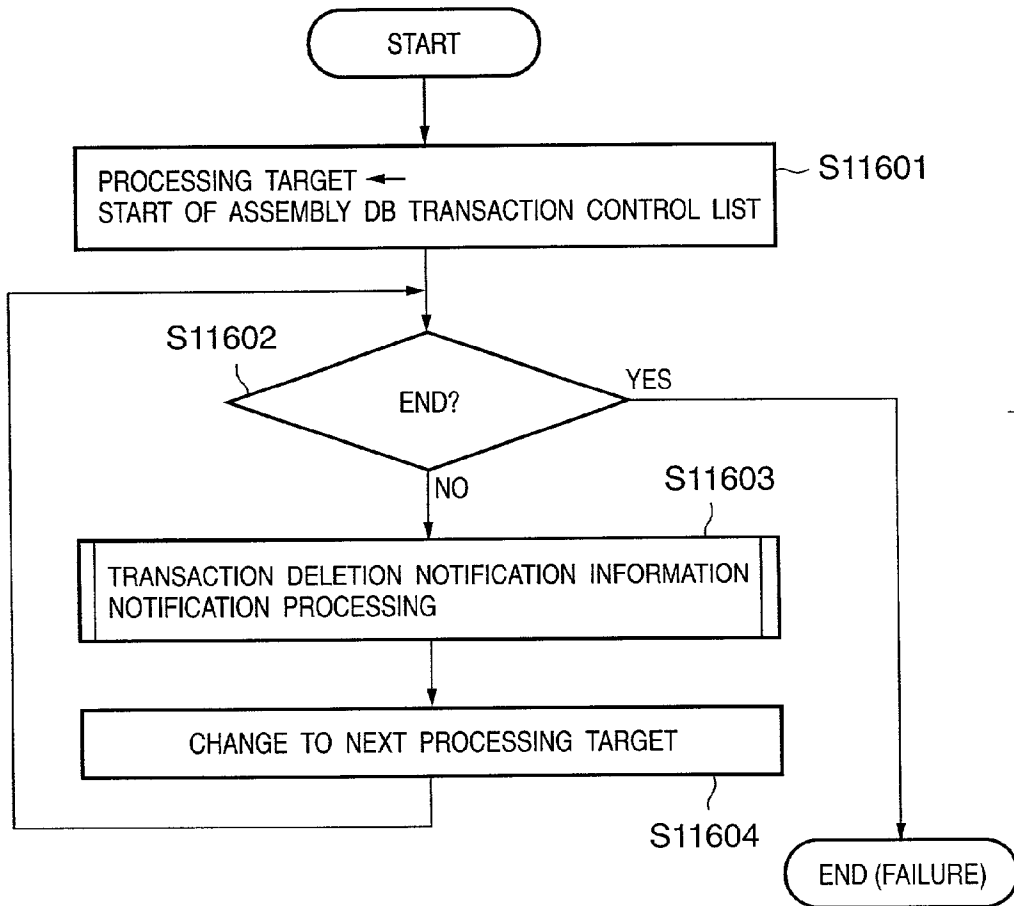 START
PROCESSING TARGET ←
START OF ASSEMBLY DB TRANSACTION CONTROL LIST
S11601
S11602
END?
YES
NO
S11603
TRANSACTION DELETION NOTIFICATION INFORMATION
NOTIFICATION PROCESSING
CHANGE TO NEXT PROCESSING TARGET
S11604
END (FAILURE)